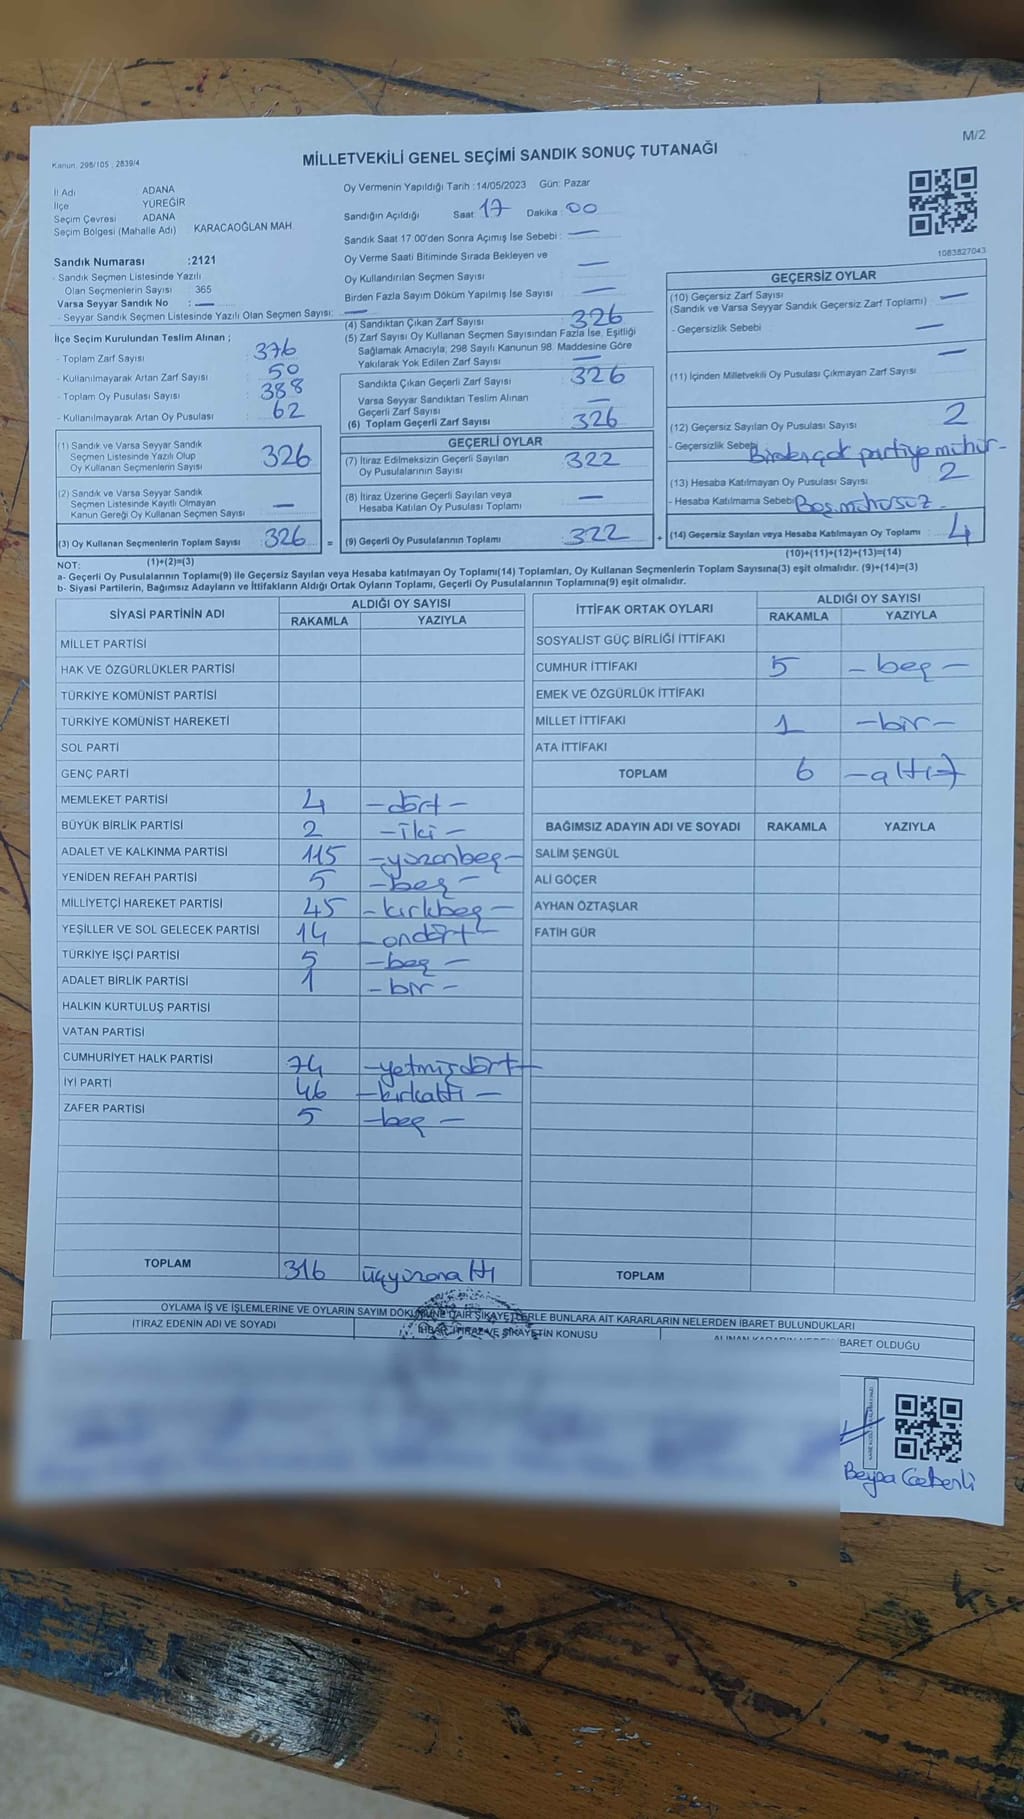 M/2
Kanun. 298/105 ; 2839/4
MİLLETVEKİLİ GENEL SEÇİMİ SANDIK SONUÇ TUTANAĞI
İl Adı ADANA
İlçe YÜREĞİR
Seçim Çevresi ADANA
Seçim Bölgesi (Mahalle Adı) KARACAOĞLAN MAH
Sandık Numarası :2121
- Sandık Seçmen Listesinde Yazılı
Olan Seçmenlerin Sayısı : 365
Varsa Seyyar Sandık No : —
- Seyyar Sandık Seçmen Listesinde Yazılı Olan Seçmen Sayısı: —
İlçe Seçim Kurulundan Teslim Alınan ;
- Toplam Zarf Sayısı : 376
- Kullanılmayarak Artan Zarf Sayısı : 50
- Toplam Oy Pusulası Sayısı : 388
- Kullanılmayarak Artan Oy Pusulası : 62
(1) Sandık ve Varsa Seyyar Sandık
Seçmen Listesinde Yazılı Olup
Oy Kullanan Seçmenlerin Sayısı 326
(2) Sandık ve Varsa Seyyar Sandık
Seçmen Listesinde Kayıtlı Olmayan
Kanun Gereği Oy Kullanan Seçmen Sayısı —
(3) Oy Kullanan Seçmenlerin Toplam Sayısı 326 =
(1)+(2)=(3)
Oy Vermenin Yapıldığı Tarih :14/05/2023 Gün: Pazar
Sandığın Açıldığı Saat: 17 Dakika : 00
Sandık Saat 17.00'den Sonra Açımış İse Sebebi : —
Oy Verme Saati Bitiminde Sırada Bekleyen ve
Oy Kullandırılan Seçmen Sayısı : —
Birden Fazla Sayım Döküm Yapılmış İse Sayısı : —
(4) Sandıktan Çıkan Zarf Sayısı : 326
(5) Zarf Sayısı Oy Kullanan Seçmen Sayısından Fazla İse, Eşitliği
Sağlamak Amacıyla; 298 Sayılı Kanunun 98. Maddesine Göre
Yakılarak Yok Edilen Zarf Sayısı : —
Sandıkta Çıkan Geçerli Zarf Sayısı : 326
Varsa Seyyar Sandıktan Teslim Alınan
Geçerli Zarf Sayısı : —
(6) Toplam Geçerli Zarf Sayısı : 326
GEÇERLİ OYLAR
(7) İtiraz Edilmeksizin Geçerli Sayılan
Oy Pusulalarının Sayısı : 322
(8) İtiraz Üzerine Geçerli Sayılan veya
Hesaba Katılan Oy Pusulası Toplamı : —
(9) Geçerli Oy Pusulalarının Toplamı : 322 +
1083827043
GEÇERSİZ OYLAR
(10) Geçersiz Zarf Sayısı : —
(Sandık ve Varsa Seyyar Sandık Geçersiz Zarf Toplamı)
- Geçersizlik Sebebi : —
(11) İçinden Milletvekili Oy Pusulası Çıkmayan Zarf Sayısı —
(12) Geçersiz Sayılan Oy Pusulası Sayısı : 2
- Geçersizlik Sebebi Birden çok partiye mühür-
(13) Hesaba Katılmayan Oy Pusulası Sayısı : 2
- Hesaba Katılmama Sebebi: Boş mühürsüz -
(14) Geçersiz Sayılan veya Hesaba Katılmayan Oy Toplamı : 4
(10)+(11)+(12)+(13)=(14)
NOT:
a- Geçerli Oy Pusulalarının Toplamı(9) ile Geçersiz Sayılan veya Hesaba katılmayan Oy Toplamı(14) Toplamları, Oy Kullanan Seçmenlerin Toplam Sayısına(3) eşit olmalıdır. (9)+(14)=(3)
b- Siyasi Partilerin, Bağımsız Adayların ve İttifakların Aldığı Ortak Oyların Toplamı, Geçerli Oy Pusulalarının Toplamına(9) eşit olmalıdır.
SİYASİ PARTİNİN ADI ALDIĞI OY SAYISI
RAKAMLA YAZIYLA
MİLLET PARTİSİ
HAK VE ÖZGÜRLÜKLER PARTİSİ
TÜRKİYE KOMÜNİST PARTİSİ
TÜRKİYE KOMÜNİST HAREKETİ
SOL PARTİ
GENÇ PARTİ
MEMLEKET PARTİSİ 4 -dört-
BÜYÜK BİRLİK PARTİSİ 2 -iki-
ADALET VE KALKINMA PARTİSİ 115 -yüzonbeş-
YENİDEN REFAH PARTİSİ 5 -beş-
MİLLİYETÇİ HAREKET PARTİSİ 45 -kırkbeş-
YEŞİLLER VE SOL GELECEK PARTİSİ 14 -ondört-
TÜRKİYE İŞÇİ PARTİSİ 5 -beş-
ADALET BİRLİK PARTİSİ 1 -bir-
HALKIN KURTULUŞ PARTİSİ
VATAN PARTİSİ
CUMHURİYET HALK PARTİSİ 74 -yetmişdört-
İYİ PARTİ 46 -kırkaltı-
ZAFER PARTİSİ 5 -beş-
TOPLAM 316 üçyüzonaltı
İTTİFAK ORTAK OYLARI ALDIĞI OY SAYISI
RAKAMLA YAZIYLA
SOSYALİST GÜÇ BİRLİĞİ İTTİFAKI
CUMHUR İTTİFAKI 5 -beş-
EMEK VE ÖZGÜRLÜK İTTİFAKI
MİLLET İTTİFAKI 1 -bir-
ATA İTTİFAKI
TOPLAM 6 -altı-
BAĞIMSIZ ADAYIN ADI VE SOYADI RAKAMLA YAZIYLA
SALİM ŞENGÜL
ALİ GÖÇER
AYHAN ÖZTAŞLAR
FATİH GÜR
TOPLAM
OYLAMA İŞ VE İŞLEMLERİNE VE OYLARIN SAYIM DÖKÜMÜNE DAİR ŞİKAYETLERLE BUNLARA AİT KARARLARIN NELERDEN İBARET BULUNDUKLARI
İTİRAZ EDENİN ADI VE SOYADI
İHBAR, İTİRAZ VE ŞİKAYETİN KONUSU
BARET OLDUĞU